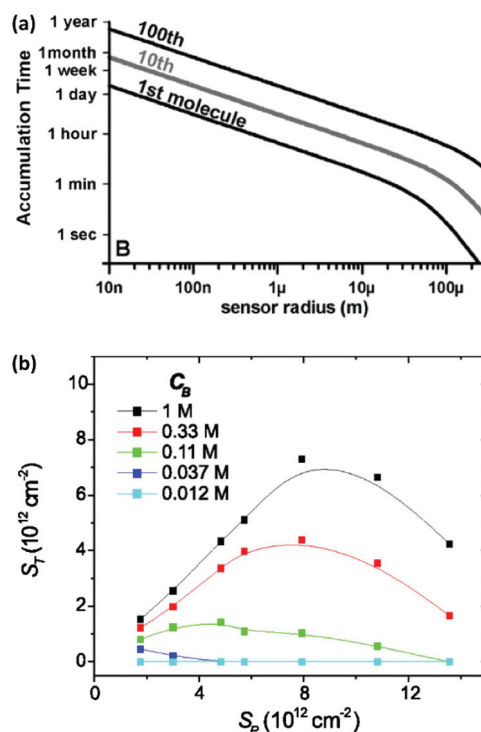 (a)
1 year
1month
1 week
1 day
1 hour
1 min
1 sec
Accumulation Time
100th
10th
1st molecule
B
10n 100n 1µ 10µ 100µ
sensor radius (m)
(b)
C_B
1 M
0.33 M
0.11 M
0.037 M
0.012 M
10
8
6
4
2
0
S_T (10^12 cm^-2)
0 4 8 12
S_P (10^12 cm^-2)